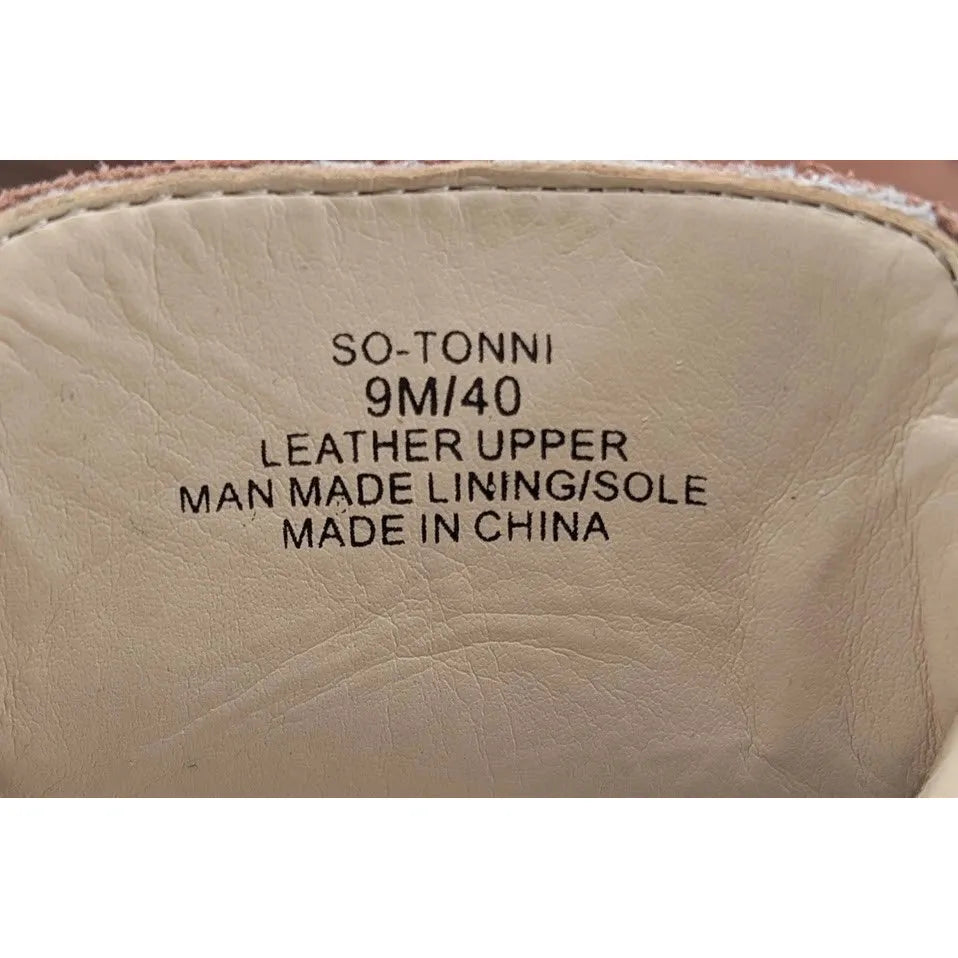 SO-TONNI
9M/40
LEATHER UPPER
MAN MADE LINING/SOLE
MADE IN CHINA